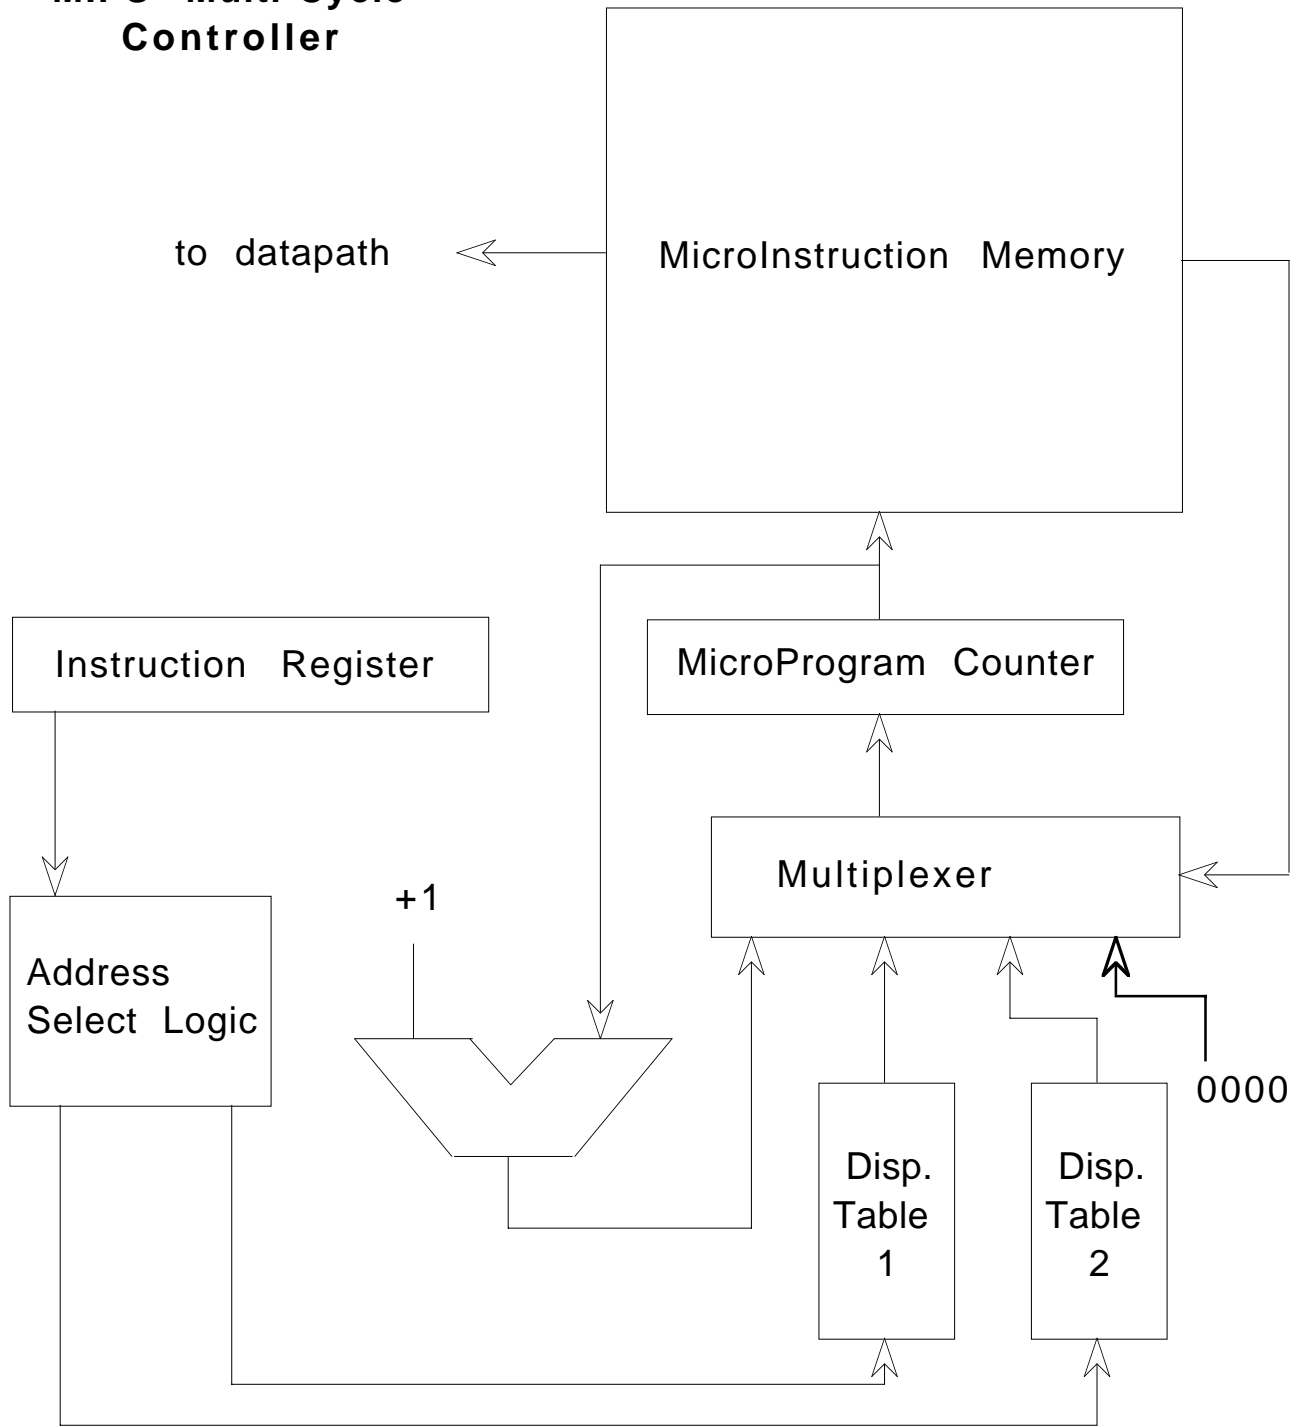 Controller
to datapath
MicroInstruction Memory
Instruction Register
MicroProgram Counter
Multiplexer
+1
Address
Select Logic
0000
Disp.
Table
1
Disp.
Table
2